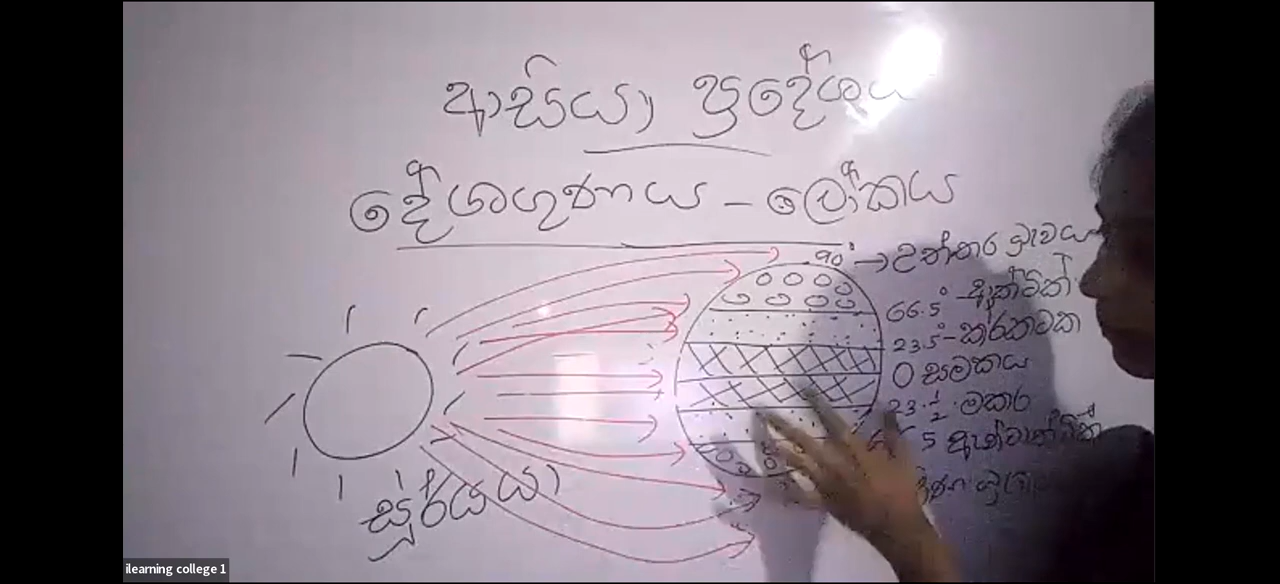 ආසියා ප්‍රදේශය
දේශගුණය - ලෝකය
90° → උත්තර ධ්‍රැවය
66.5° - ආක්ටික්
23.5° - කර්කටක
0 සමකය
23 ½ මකර
5 ඇන්ටාක්ටික්
සූර්යයා
ilearning college 1